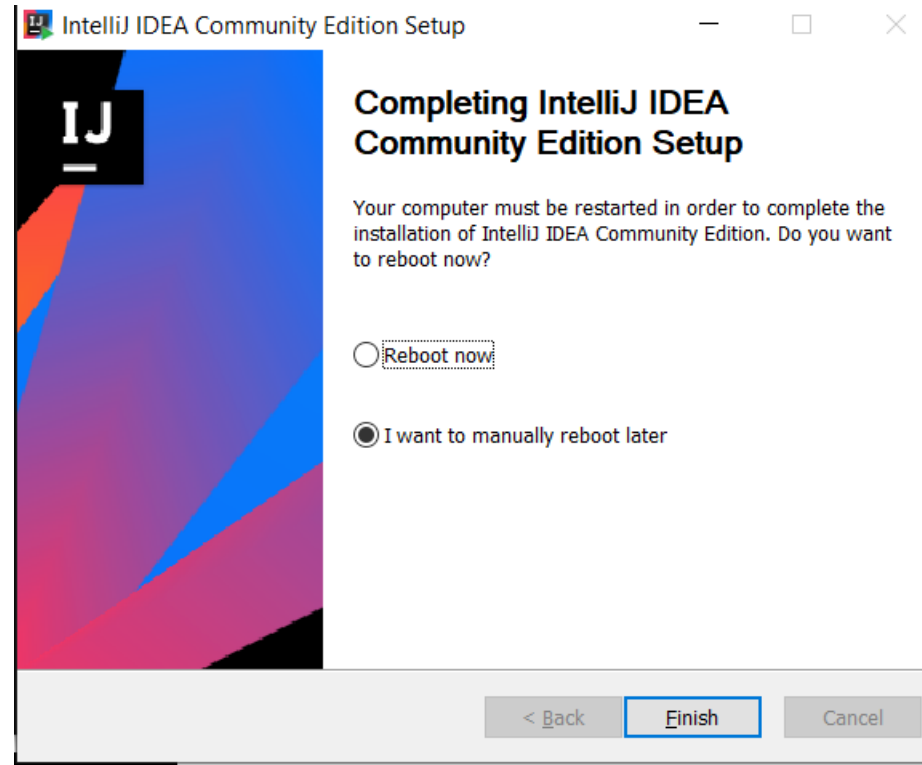 IntelliJ IDEA Community Edition Setup
IJ
Completing IntelliJ IDEA
Community Edition Setup
Your computer must be restarted in order to complete the
installation of IntelliJ IDEA Community Edition. Do you want
to reboot now?
Reboot now
I want to manually reboot later
< Back
Finish
Cancel